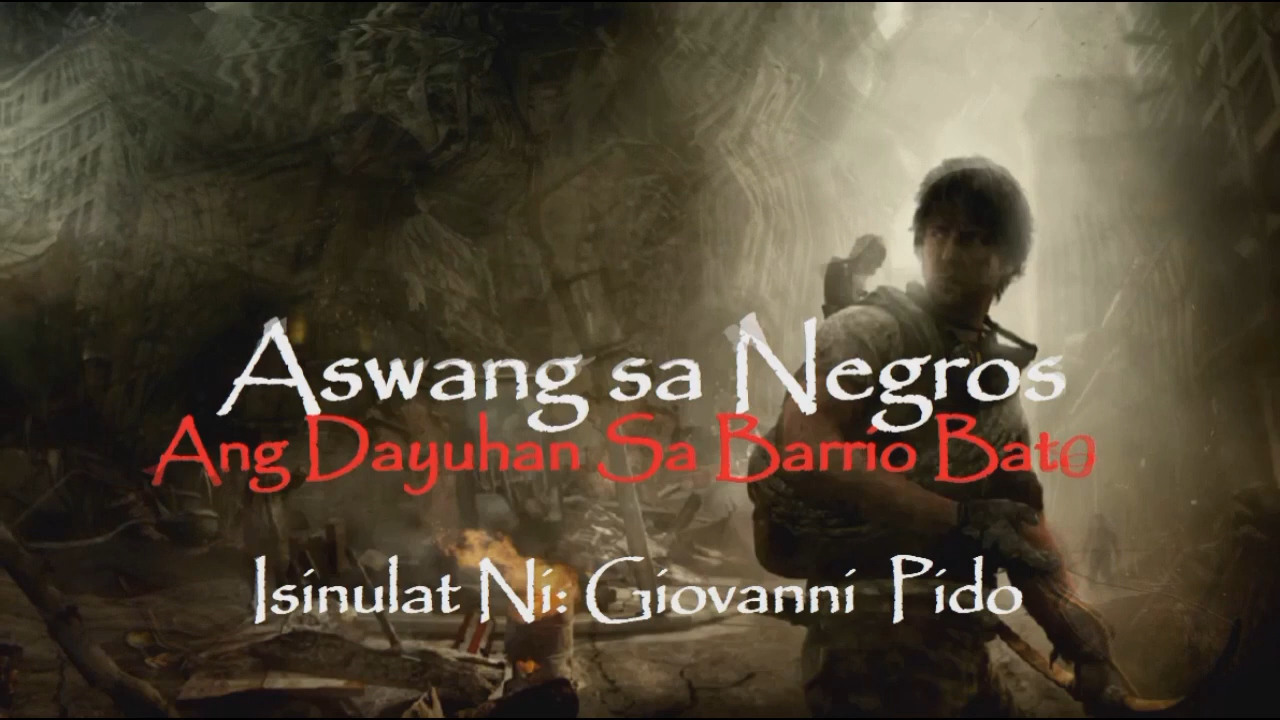 Aswang sa Negros
Ang Dayuhan Sa Barrio Bato
Isinulat Ni: Giovanni Pido